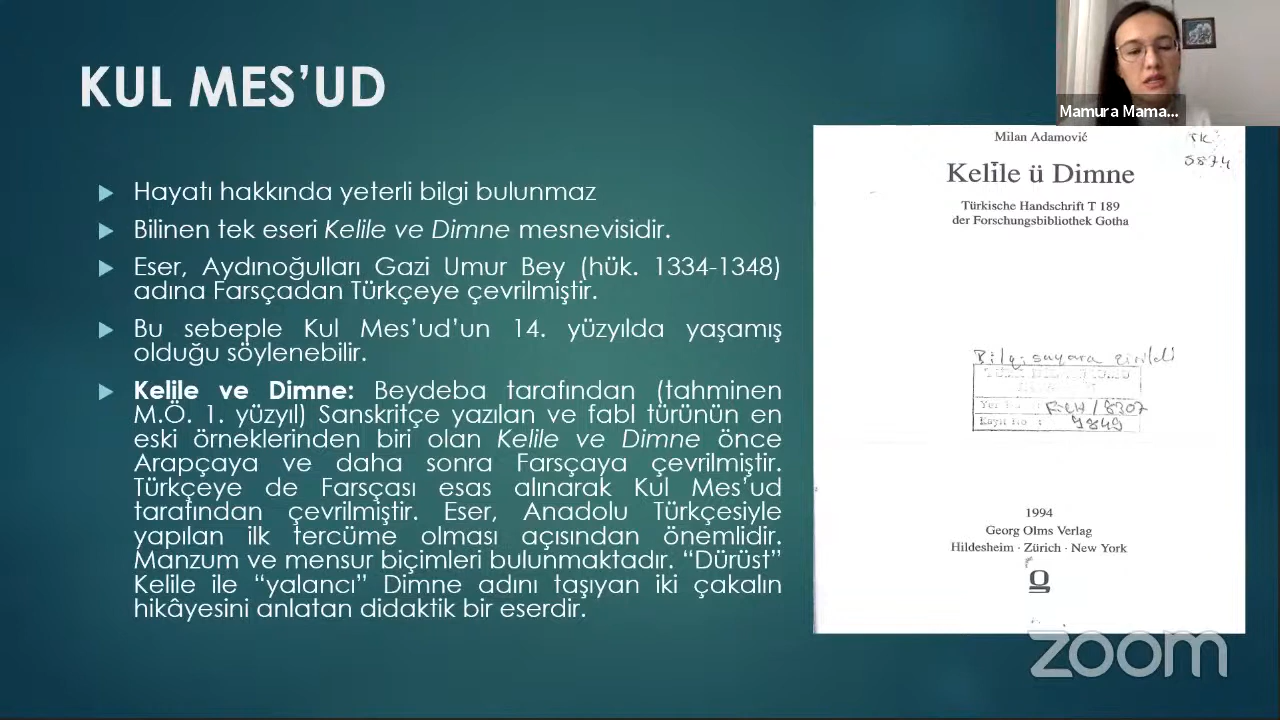 KUL MES’UD
Hayatı hakkında yeterli bilgi bulunmaz
Bilinen tek eseri Kelile ve Dimne mesnevisidir.
Eser, Aydınoğulları Gazi Umur Bey (hük. 1334-1348)
adına Farsçadan Türkçeye çevrilmiştir.
Bu sebeple Kul Mes’ud’un 14. yüzyılda yaşamış
olduğu söylenebilir.
Kelile ve Dimne: Beydeba tarafından (tahminen
M.Ö. 1. yüzyıl) Sanskritçe yazılan ve fabl türünün en
eski örneklerinden biri olan Kelile ve Dimne önce
Arapçaya ve daha sonra Farsçaya çevrilmiştir.
Türkçeye de Farsçası esas alınarak Kul Mes’ud
tarafından çevrilmiştir. Eser, Anadolu Türkçesiyle
yapılan ilk tercüme olması açısından önemlidir.
Manzum ve mensur biçimleri bulunmaktadır. “Dürüst”
Kelile ile “yalancı” Dimne adını taşıyan iki çakalın
hikâyesini anlatan didaktik bir eserdir.
Mamura Mama...
Milan Adamović
Kelile ü Dimne
Türkische Handschrift T 189
der Forschungsbibliothek Gotha
Bilgisayara
Kayıt No : 9849
1994
Georg Olms Verlag
Hildesheim · Zürich · New York
zoom